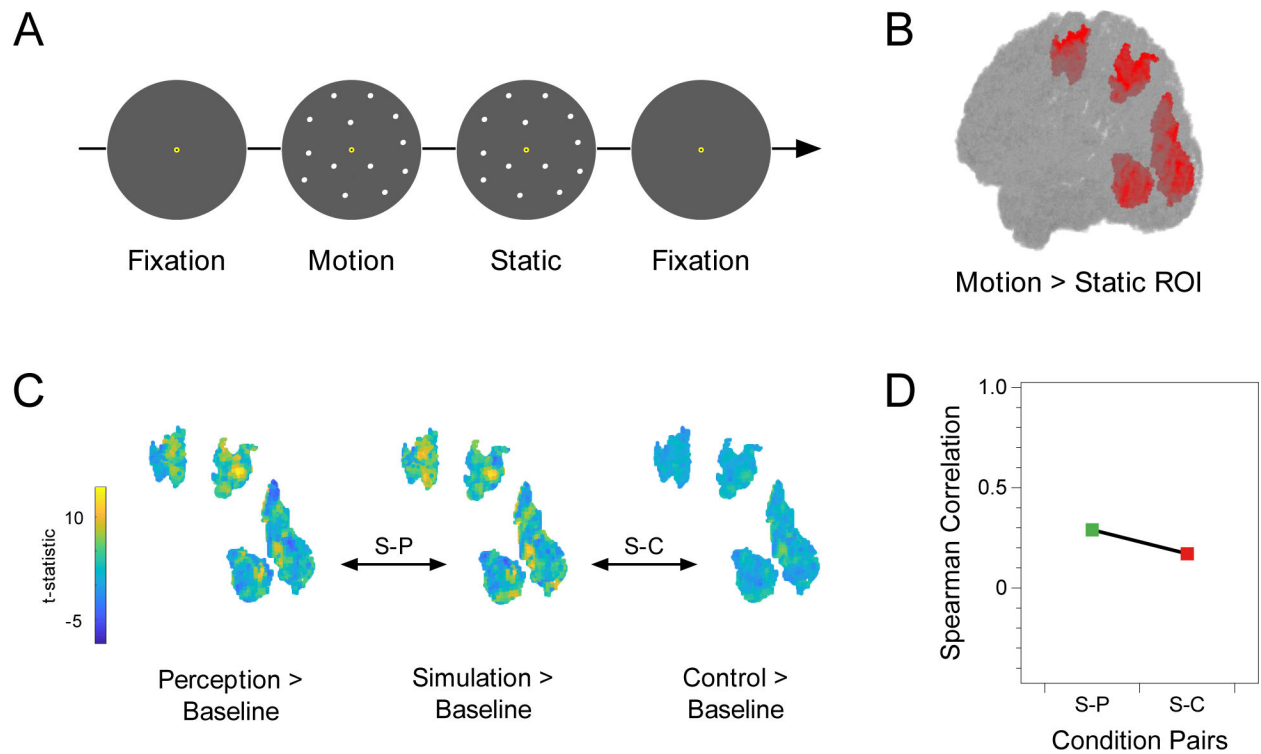 A
Fixation
Motion
Static
Fixation
B
Motion > Static ROI
C
t-statistic
10
-5
S-P
S-C
Perception >
Baseline
Simulation >
Baseline
Control >
Baseline
D
Spearman Correlation
1.0
0.5
0
S-P
S-C
Condition Pairs